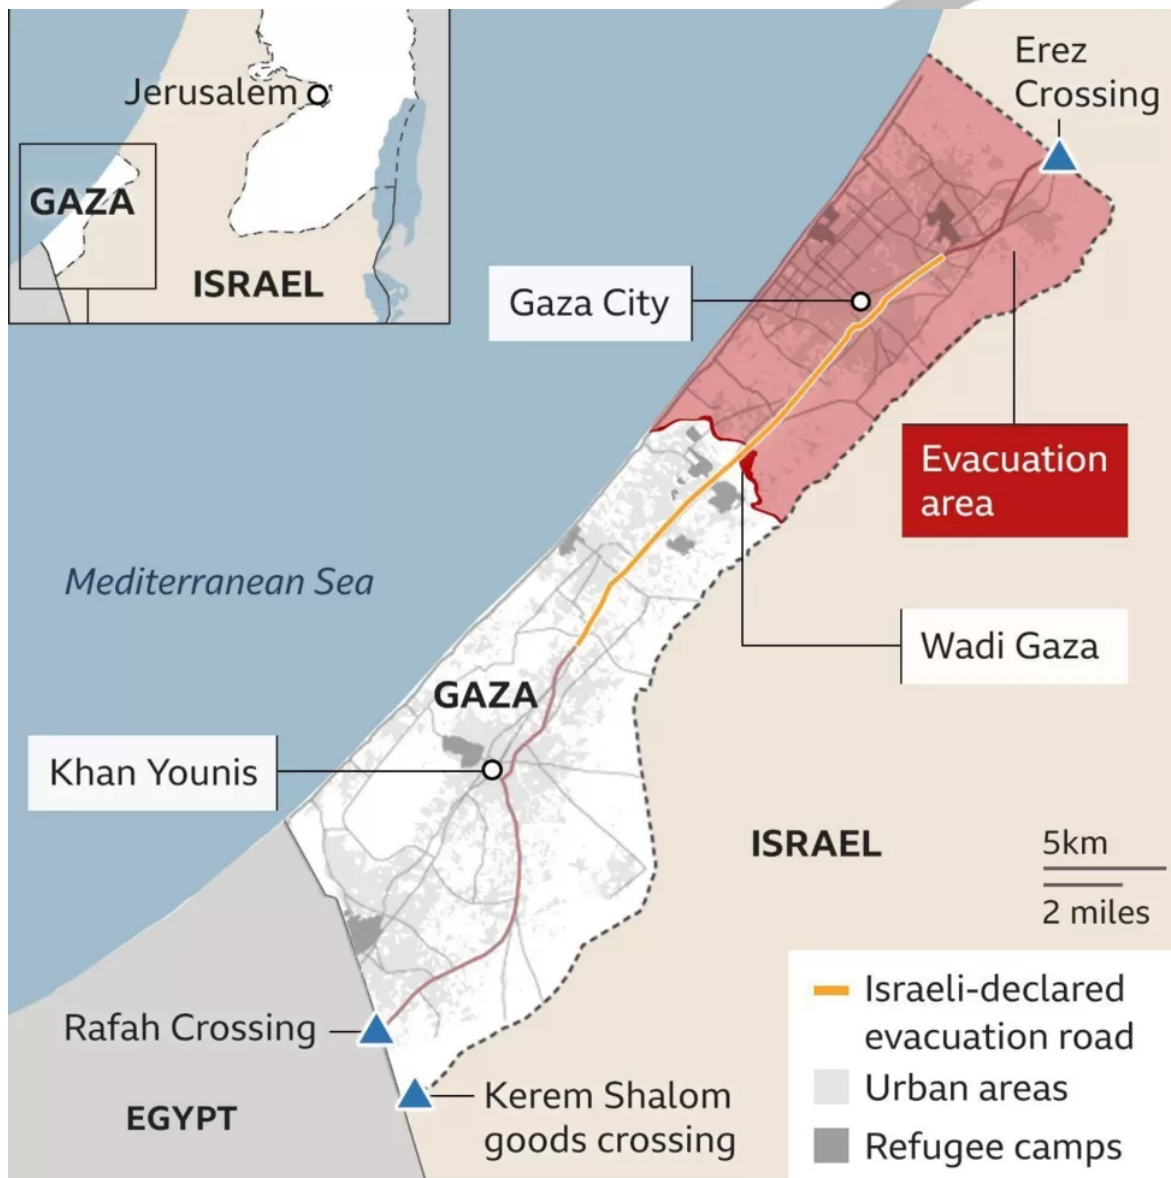 Erez
Crossing
Jerusalem
GAZA
ISRAEL
Gaza City
Evacuation
area
Mediterranean Sea
Wadi Gaza
GAZA
Khan Younis
ISRAEL
5km
2 miles
Rafah Crossing
EGYPT
Kerem Shalom
goods crossing
Israeli-declared
evacuation road
Urban areas
Refugee camps